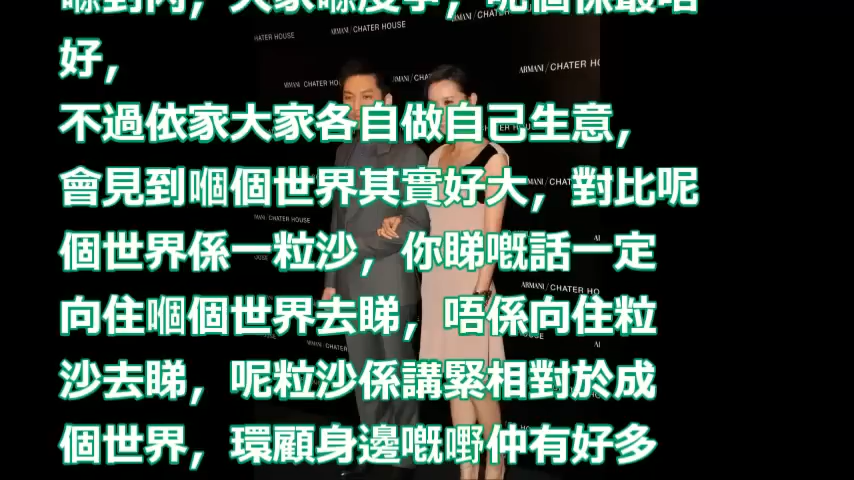 好，
不過依家大家各自做自己生意，
會見到嗰個世界其實好大，對比呢
個世界係一粒沙，你睇嘅話一定
向住嗰個世界去睇，唔係向住粒
沙去睇，呢粒沙係講緊相對於成
個世界，環顧身邊嘅嘢仲有好多
ARMANI / CHATER HOUSE
ARMANI / CHATER HO